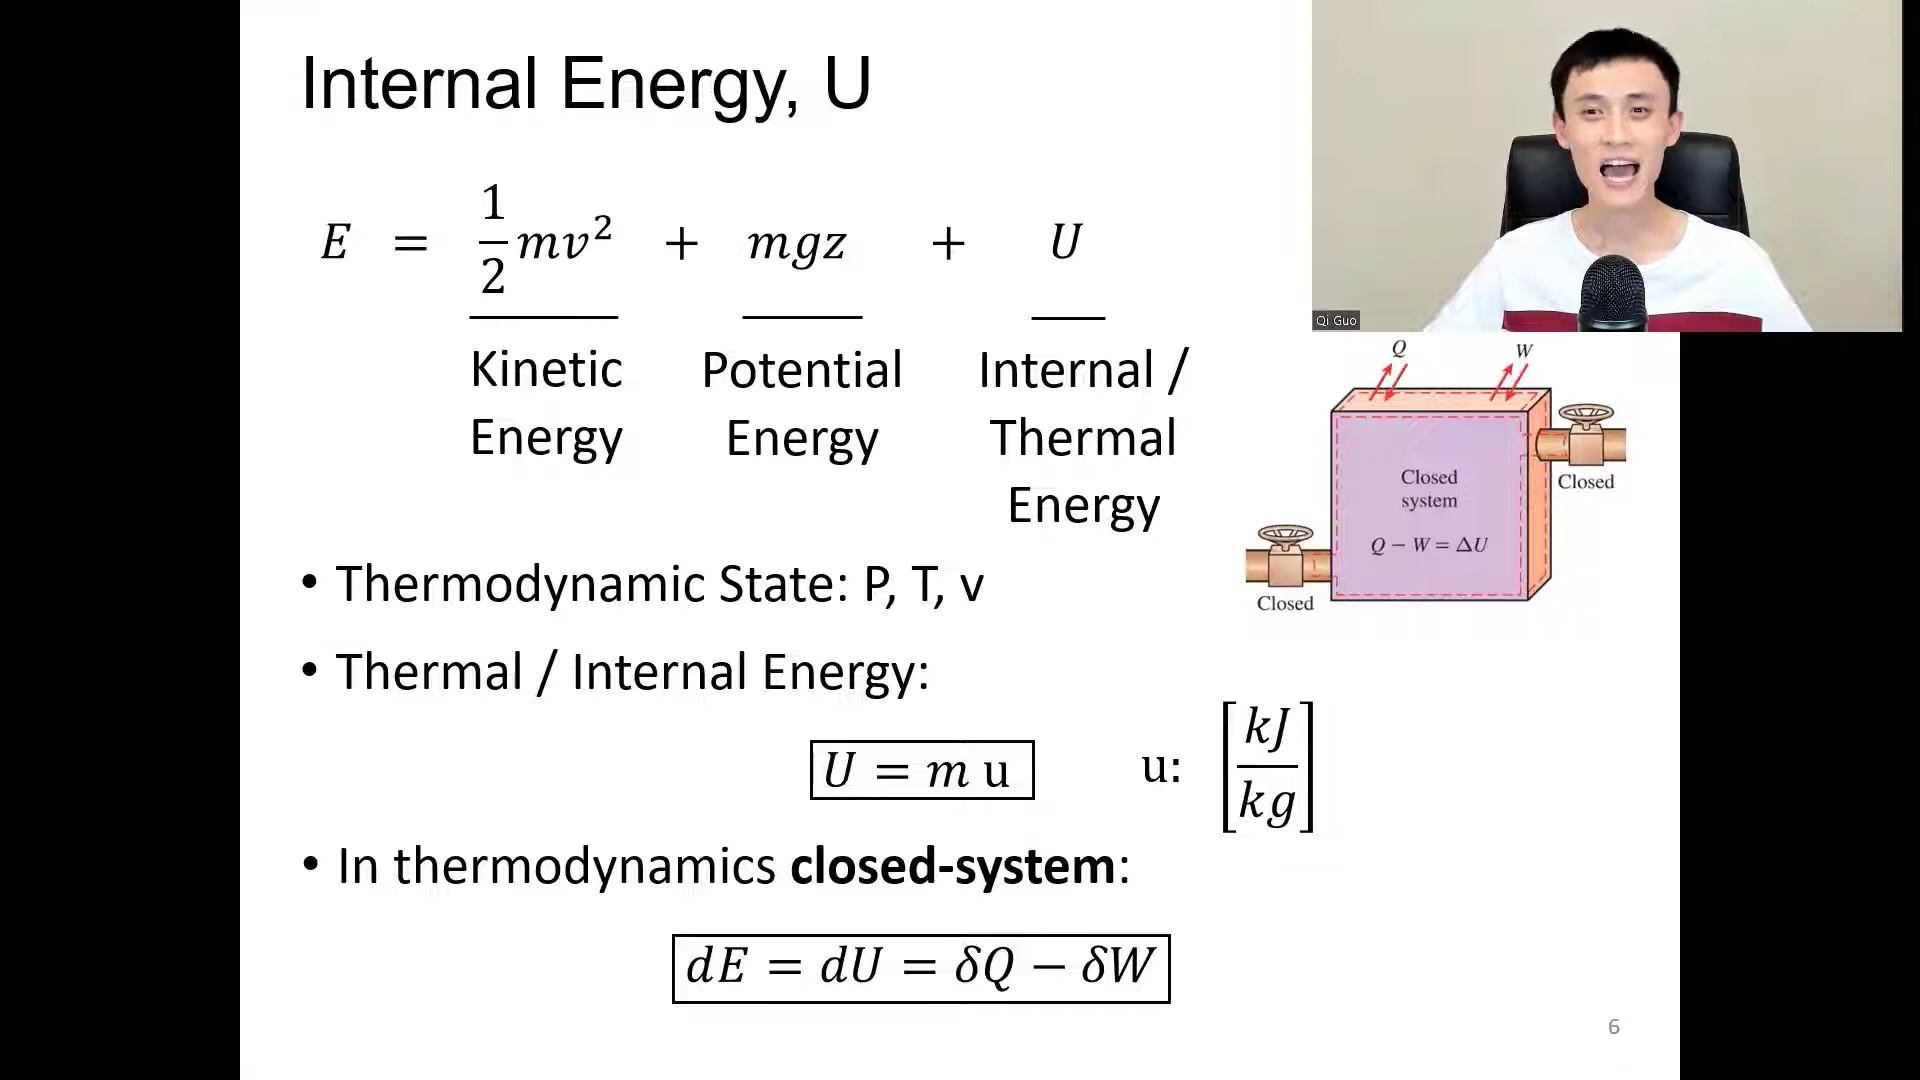 Internal Energy, U
E = 1/2 mv² + mgz + U
Kinetic Energy
Potential Energy
Internal / Thermal Energy
Qi Guo
Q
W
Closed
Closed system
Q − W = ΔU
Closed
• Thermodynamic State: P, T, v
• Thermal / Internal Energy:
U = m u
u: [kJ/kg]
• In thermodynamics closed-system:
dE = dU = δQ − δW
6